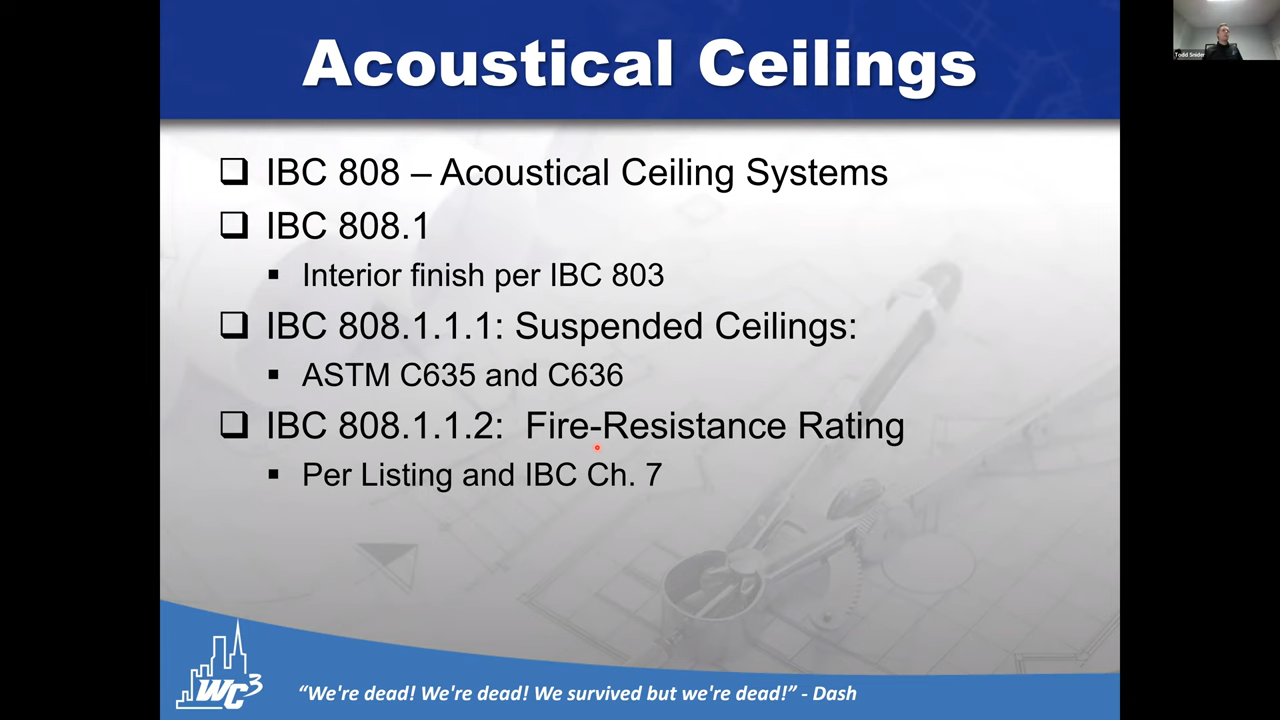 Acoustical Ceilings
Todd Snider
IBC 808 – Acoustical Ceiling Systems
IBC 808.1
Interior finish per IBC 803
IBC 808.1.1.1: Suspended Ceilings:
ASTM C635 and C636
IBC 808.1.1.2: Fire-Resistance Rating
Per Listing and IBC Ch. 7
WC3
“We're dead! We're dead! We survived but we're dead!” - Dash